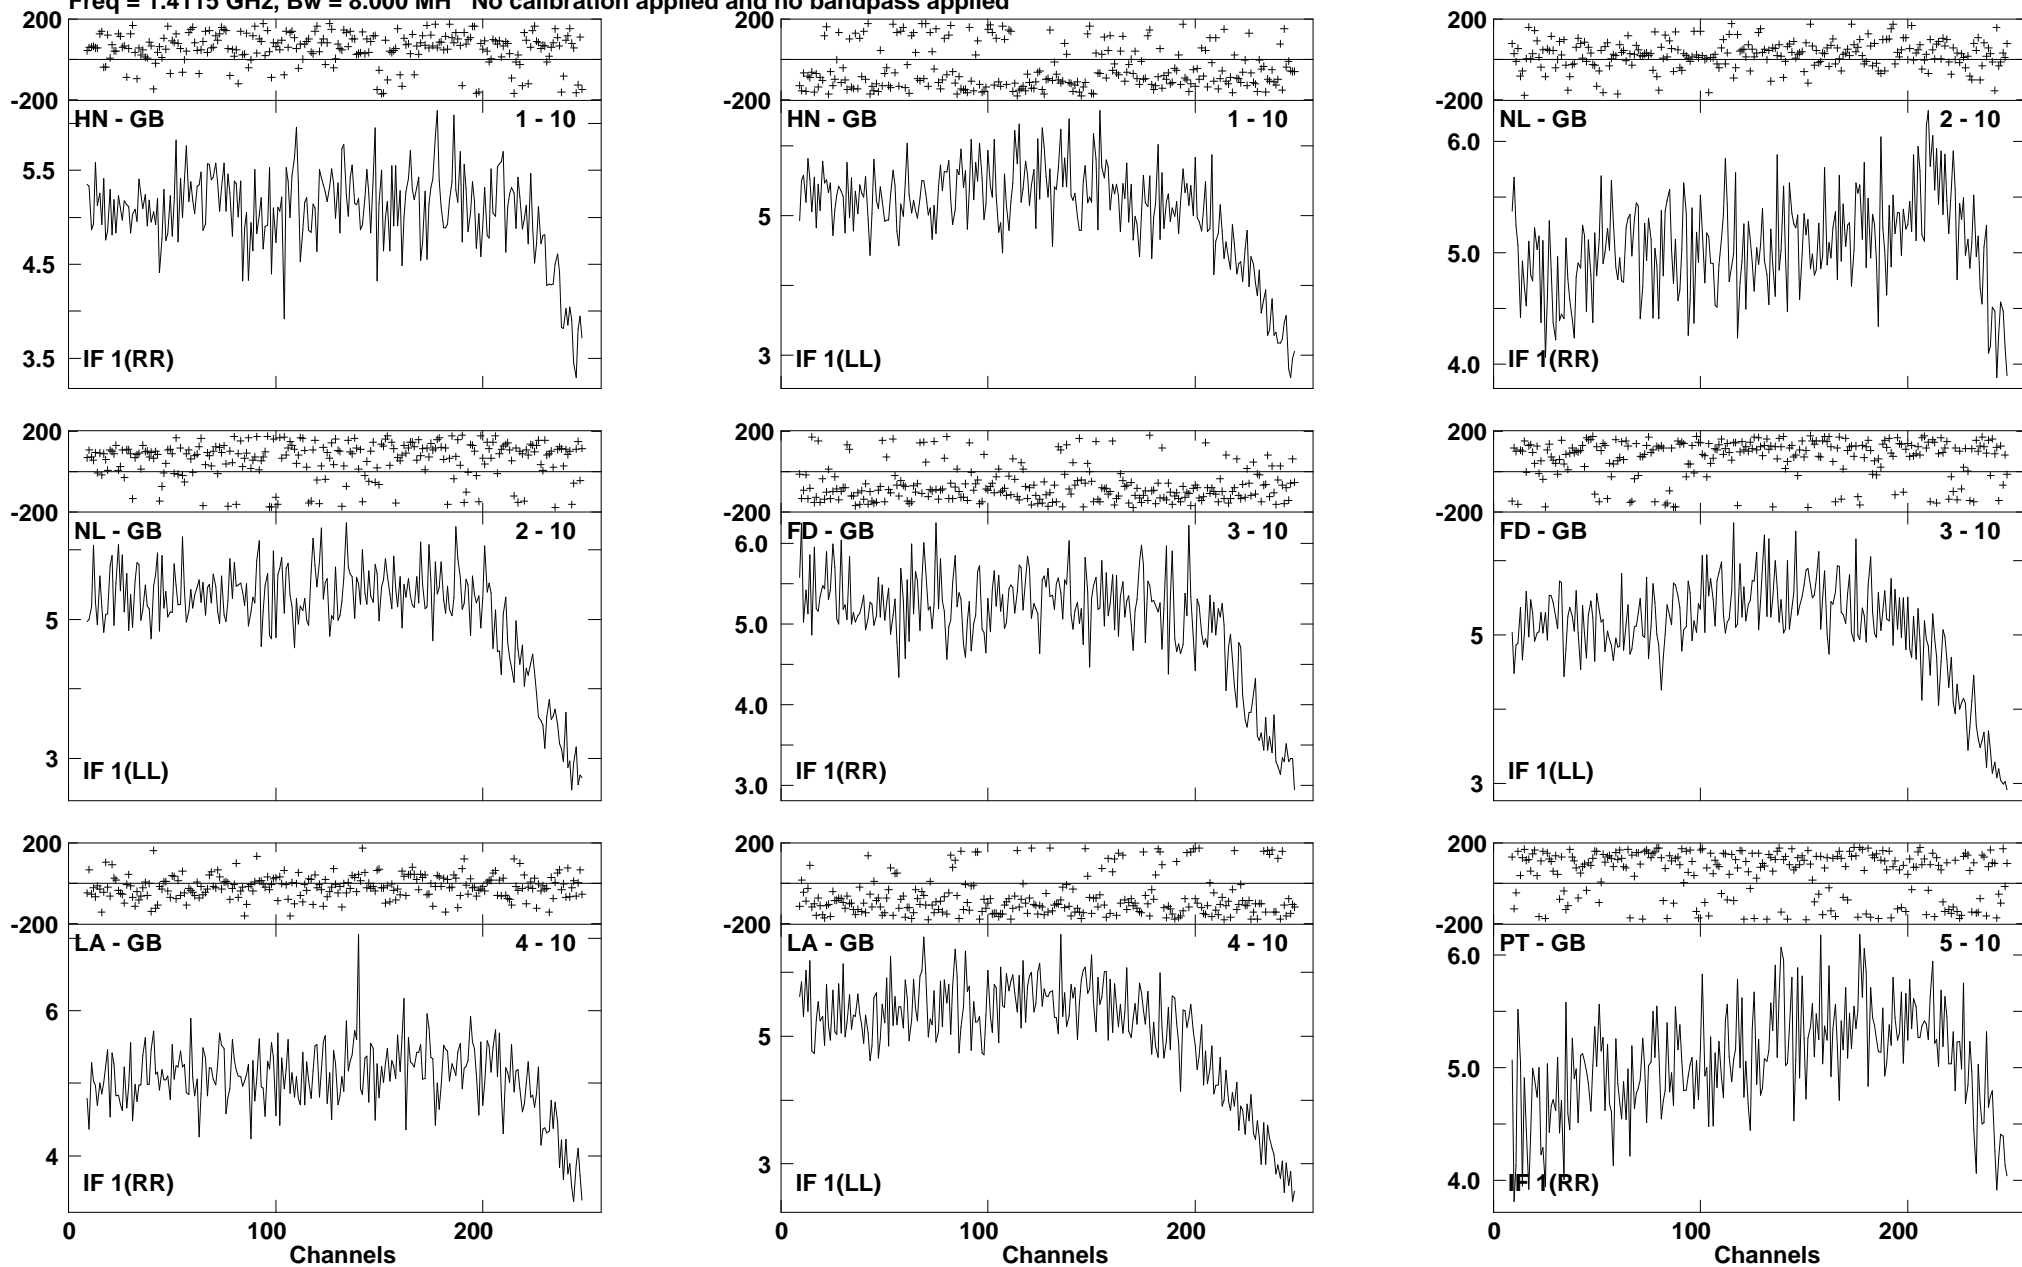 Freq = 1.4115 GHz, Bw = 8.000 MH No calibration applied and no bandpass applied
200
-200
HN - GB 1 - 10
5.5
4.5
3.5
IF 1(RR)
200
-200
HN - GB 1 - 10
5
3
IF 1(LL)
200
-200
NL - GB 2 - 10
6.0
5.0
4.0
IF 1(RR)
200
-200
NL - GB 2 - 10
5
3
IF 1(LL)
200
-200
FD - GB 3 - 10
6.0
5.0
4.0
3.0
IF 1(RR)
200
-200
FD - GB 3 - 10
5
3
IF 1(LL)
200
-200
LA - GB 4 - 10
6
4
IF 1(RR)
0 100 200
Channels
200
-200
LA - GB 4 - 10
5
3
IF 1(LL)
0 100 200
Channels
200
-200
PT - GB 5 - 10
6.0
5.0
4.0
IF 1(RR)
0 100 200
Channels